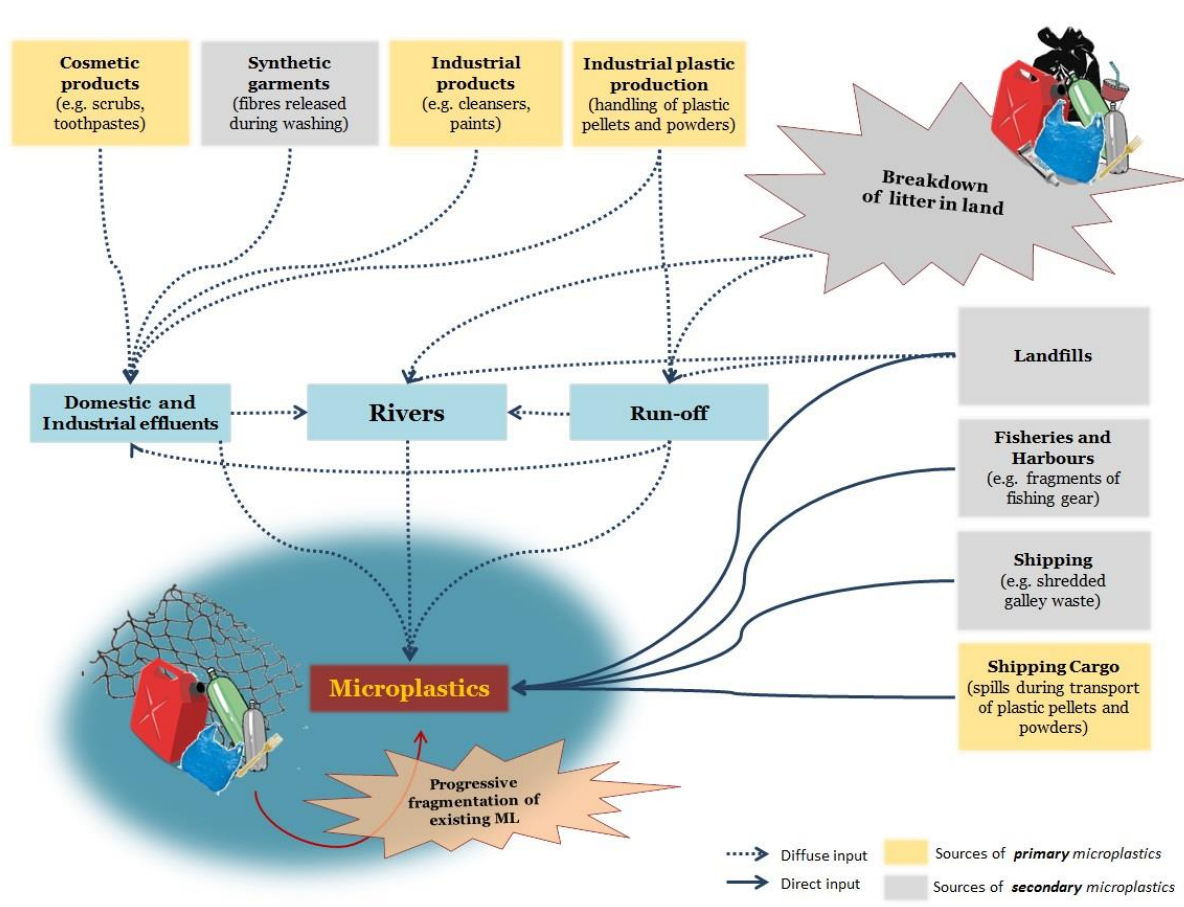 Cosmetic
products
(e.g. scrubs,
toothpastes)
Synthetic
garments
(fibres released
during washing)
Industrial
products
(e.g. cleansers,
paints)
Industrial plastic
production
(handling of plastic
pellets and powders)
Breakdown
of litter in land
Landfills
Domestic and
Industrial effluents
Rivers
Run-off
Fisheries and
Harbours
(e.g. fragments of
fishing gear)
Shipping
(e.g. shredded
galley waste)
Shipping Cargo
(spills during transport
of plastic pellets and
powders)
Microplastics
Progressive
fragmentation of
existing ML
Diffuse input
Direct input
Sources of primary microplastics
Sources of secondary microplastics